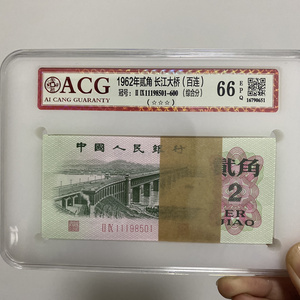 ACG
AI CANG GUARANTY
1962年贰角 长江大桥（百连）
冠号：II IX11198501-600 (综合分)
(☆☆☆)
66 EPQ
16798651
中國人民銀行
贰角
2
ER
JIAO
II IX 11198501